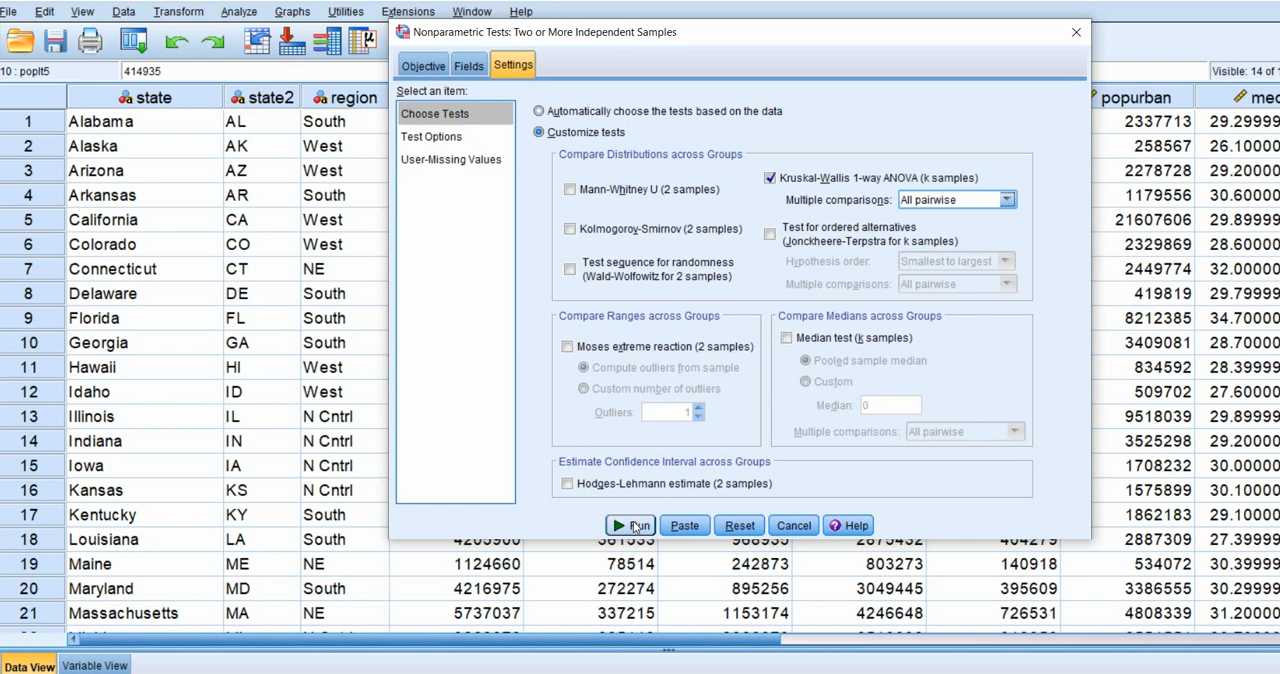 File Edit View Data Transform Analyze Graphs Utilities Extensions Window Help
Nonparametric Tests: Two or More Independent Samples
10 : poplt5 414935
Visible: 14 of 1
Objective Fields Settings
Select an item:
Choose Tests
Test Options
User-Missing Values
Automatically choose the tests based on the data
Customize tests
Compare Distributions across Groups
Mann-Whitney U (2 samples)
Kolmogorov-Smirnov (2 samples)
Test sequence for randomness
(Wald-Wolfowitz for 2 samples)
Kruskal-Wallis 1-way ANOVA (k samples)
Multiple comparisons: All pairwise
Test for ordered alternatives
(Jonckheere-Terpstra for k samples)
Hypothesis order: Smallest to largest
Multiple comparisons: All pairwise
Compare Ranges across Groups
Moses extreme reaction (2 samples)
Compute outliers from sample
Custom number of outliers
Outliers: 1
Compare Medians across Groups
Median test (k samples)
Pooled sample median
Custom
Median: 0
Multiple comparisons: All pairwise
Estimate Confidence Interval across Groups
Hodges-Lehmann estimate (2 samples)
Run Paste Reset Cancel Help
state state2 region popurban med
1 Alabama AL South 2337713 29.29999
2 Alaska AK West 258567 26.10000
3 Arizona AZ West 2278728 29.20000
4 Arkansas AR South 1179556 30.60000
5 California CA West 21607606 29.89999
6 Colorado CO West 2329869 28.60000
7 Connecticut CT NE 2449774 32.00000
8 Delaware DE South 419819 29.79999
9 Florida FL South 8212385 34.70000
10 Georgia GA South 3409081 28.70000
11 Hawaii HI West 834592 28.39999
12 Idaho ID West 509702 27.60000
13 Illinois IL N Cntrl 9518039 29.89999
14 Indiana IN N Cntrl 3525298 29.20000
15 Iowa IA N Cntrl 1708232 30.00000
16 Kansas KS N Cntrl 1575899 30.10000
17 Kentucky KY South 1862183 29.10000
18 Louisiana LA South 4205900 361533 968935 2875432 404279 2887309 27.39999
19 Maine ME NE 1124660 78514 242873 803273 140918 534072 30.39999
20 Maryland MD South 4216975 272274 895256 3049445 395609 3386555 30.29999
21 Massachusetts MA NE 5737037 337215 1153174 4246648 726531 4808339 31.20000
Data View Variable View